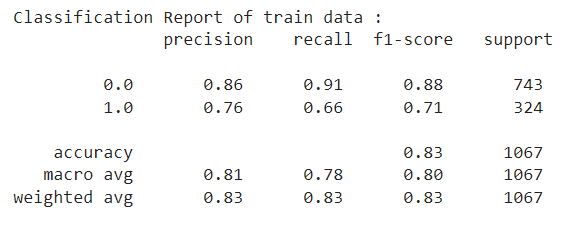 Classification Report of train data :
precision recall f1-score support
0.0 0.86 0.91 0.88 743
1.0 0.76 0.66 0.71 324
accuracy 0.83 1067
macro avg 0.81 0.78 0.80 1067
weighted avg 0.83 0.83 0.83 1067